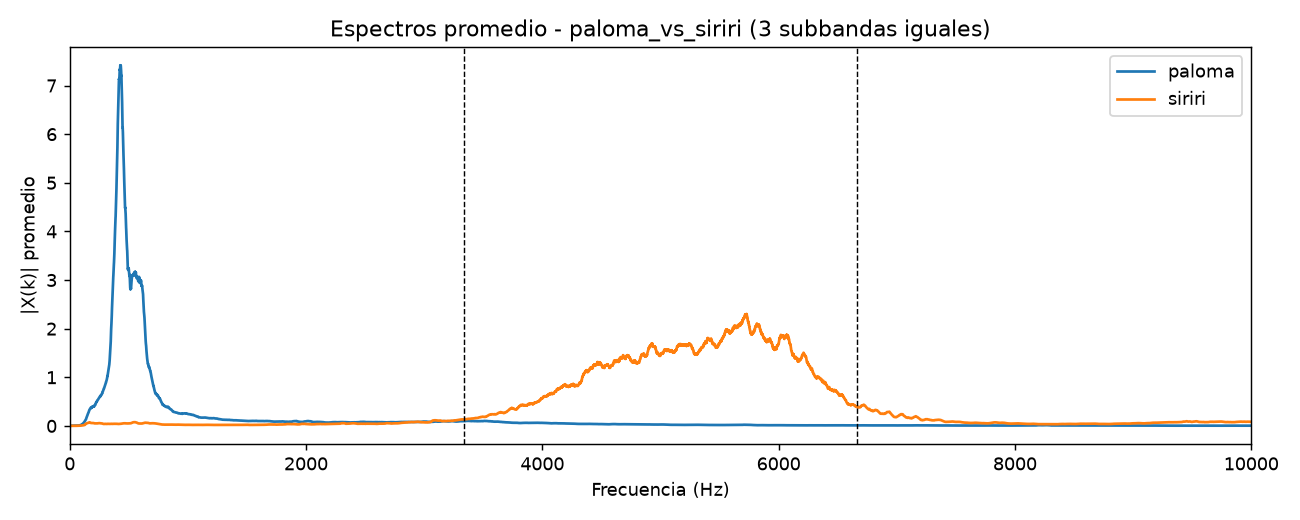 Espectros promedio - paloma_vs_siriri (3 subbandas iguales)
paloma
siriri
|X(k)| promedio
7
6
5
4
3
2
1
0
0 2000 4000 6000 8000 10000
Frecuencia (Hz)